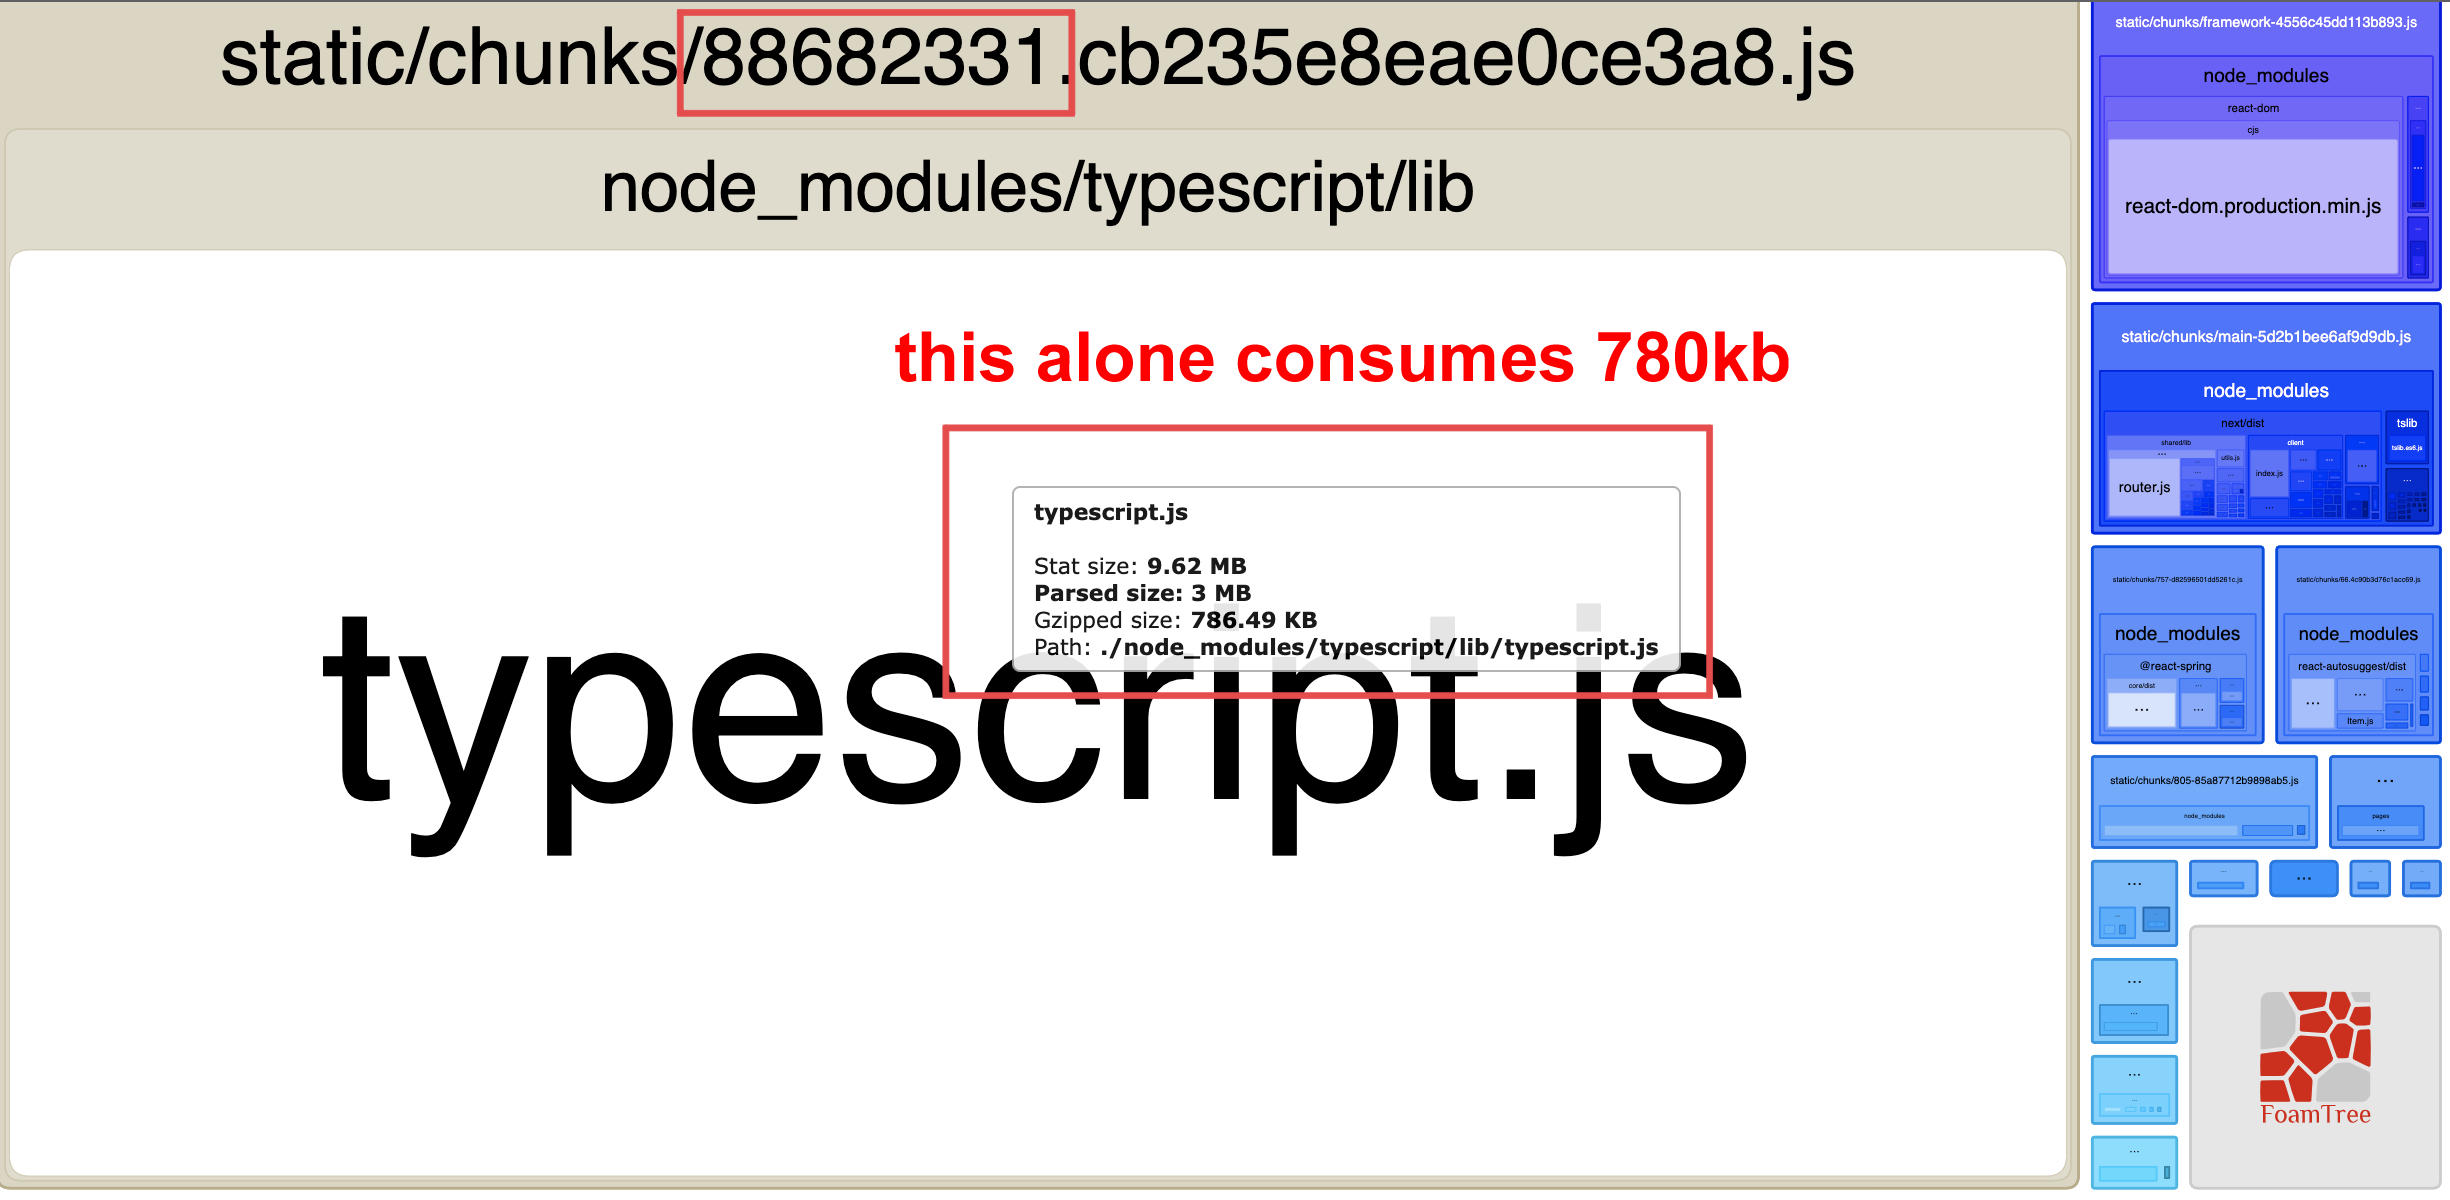 static/chunks/88682331.cb235e8eae0ce3a8.js
node_modules/typescript/lib
this alone consumes 780kb
typescript.js
Stat size: 9.62 MB
Parsed size: 3 MB
Gzipped size: 786.49 KB
Path: ./node_modules/typescript/lib/typescript.js
typescript.js
static/chunks/framework-4556c45dd113b893.js
node_modules
react-dom
cjs
react-dom.production.min.js
static/chunks/main-5d2b1bee6af9d9db.js
node_modules
next/dist
tslib
shared/lib
client
tslib.es6.js
...
utils.js
index.js
router.js
static/chunks/757-d82596501dd5261c.js
node_modules
@react-spring
core/dist
...
static/chunks/66.4c90b3d76c1acc69.js
node_modules
react-autosuggest/dist
...
Item.js
static/chunks/805-85a87712b9898ab5.js
node_modules
...
pages
...
FoamTree